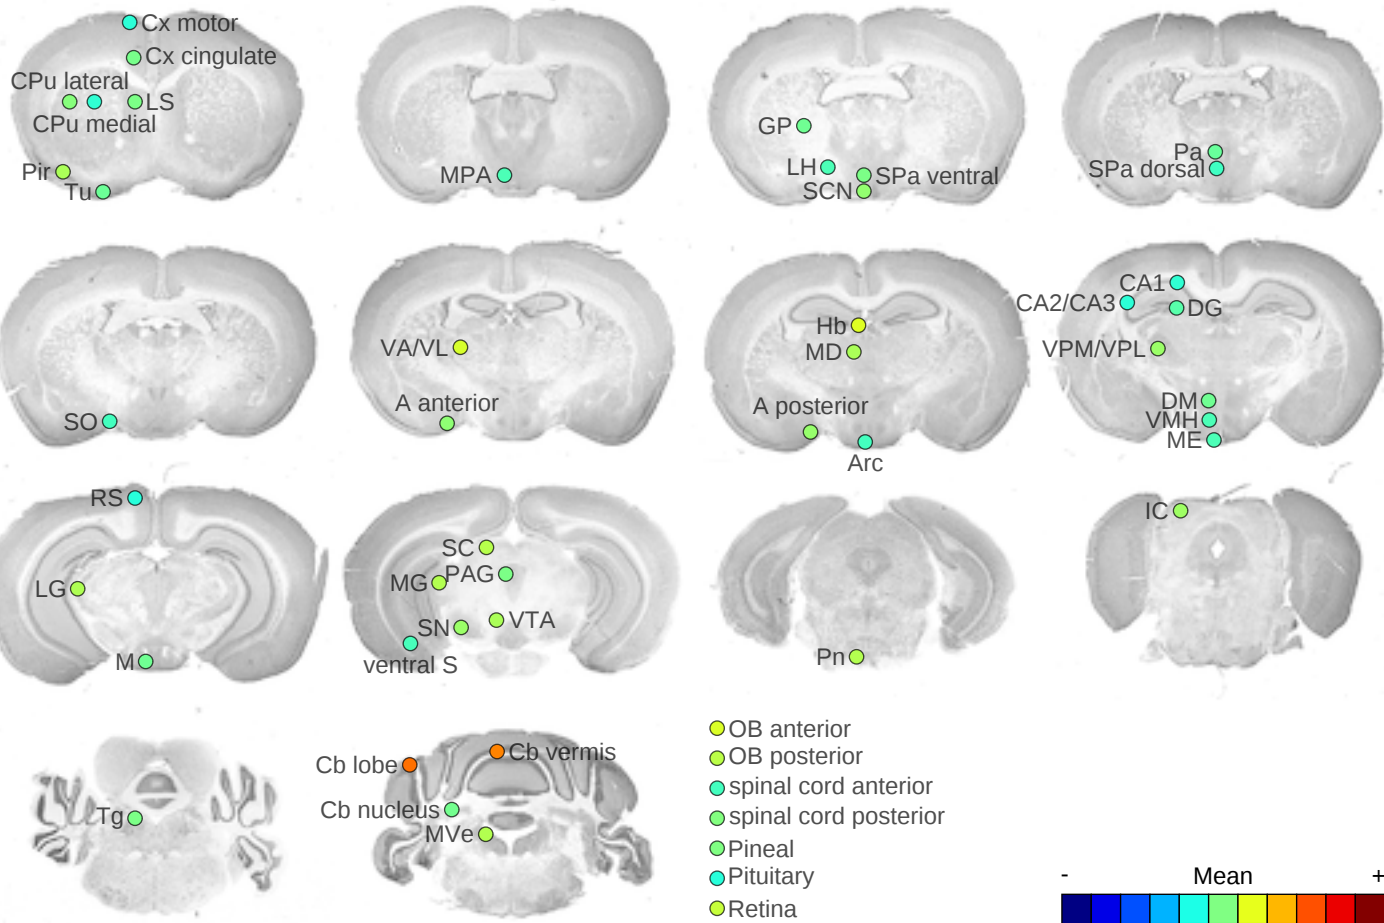 Cx motor
Cx cingulate
CPu lateral
LS
CPu medial
Pir
Tu
MPA
GP
LH
SPa ventral
SCN
Pa
SPa dorsal
SO
VA/VL
A anterior
Hb
MD
A posterior
Arc
CA1
CA2/CA3
DG
VPM/VPL
DM
VMH
ME
RS
LG
M
SC
MG
PAG
SN
VTA
ventral S
Pn
IC
Tg
Cb lobe
Cb vermis
Cb nucleus
MVe
OB anterior
OB posterior
spinal cord anterior
spinal cord posterior
Pineal
Pituitary
Retina
- Mean +